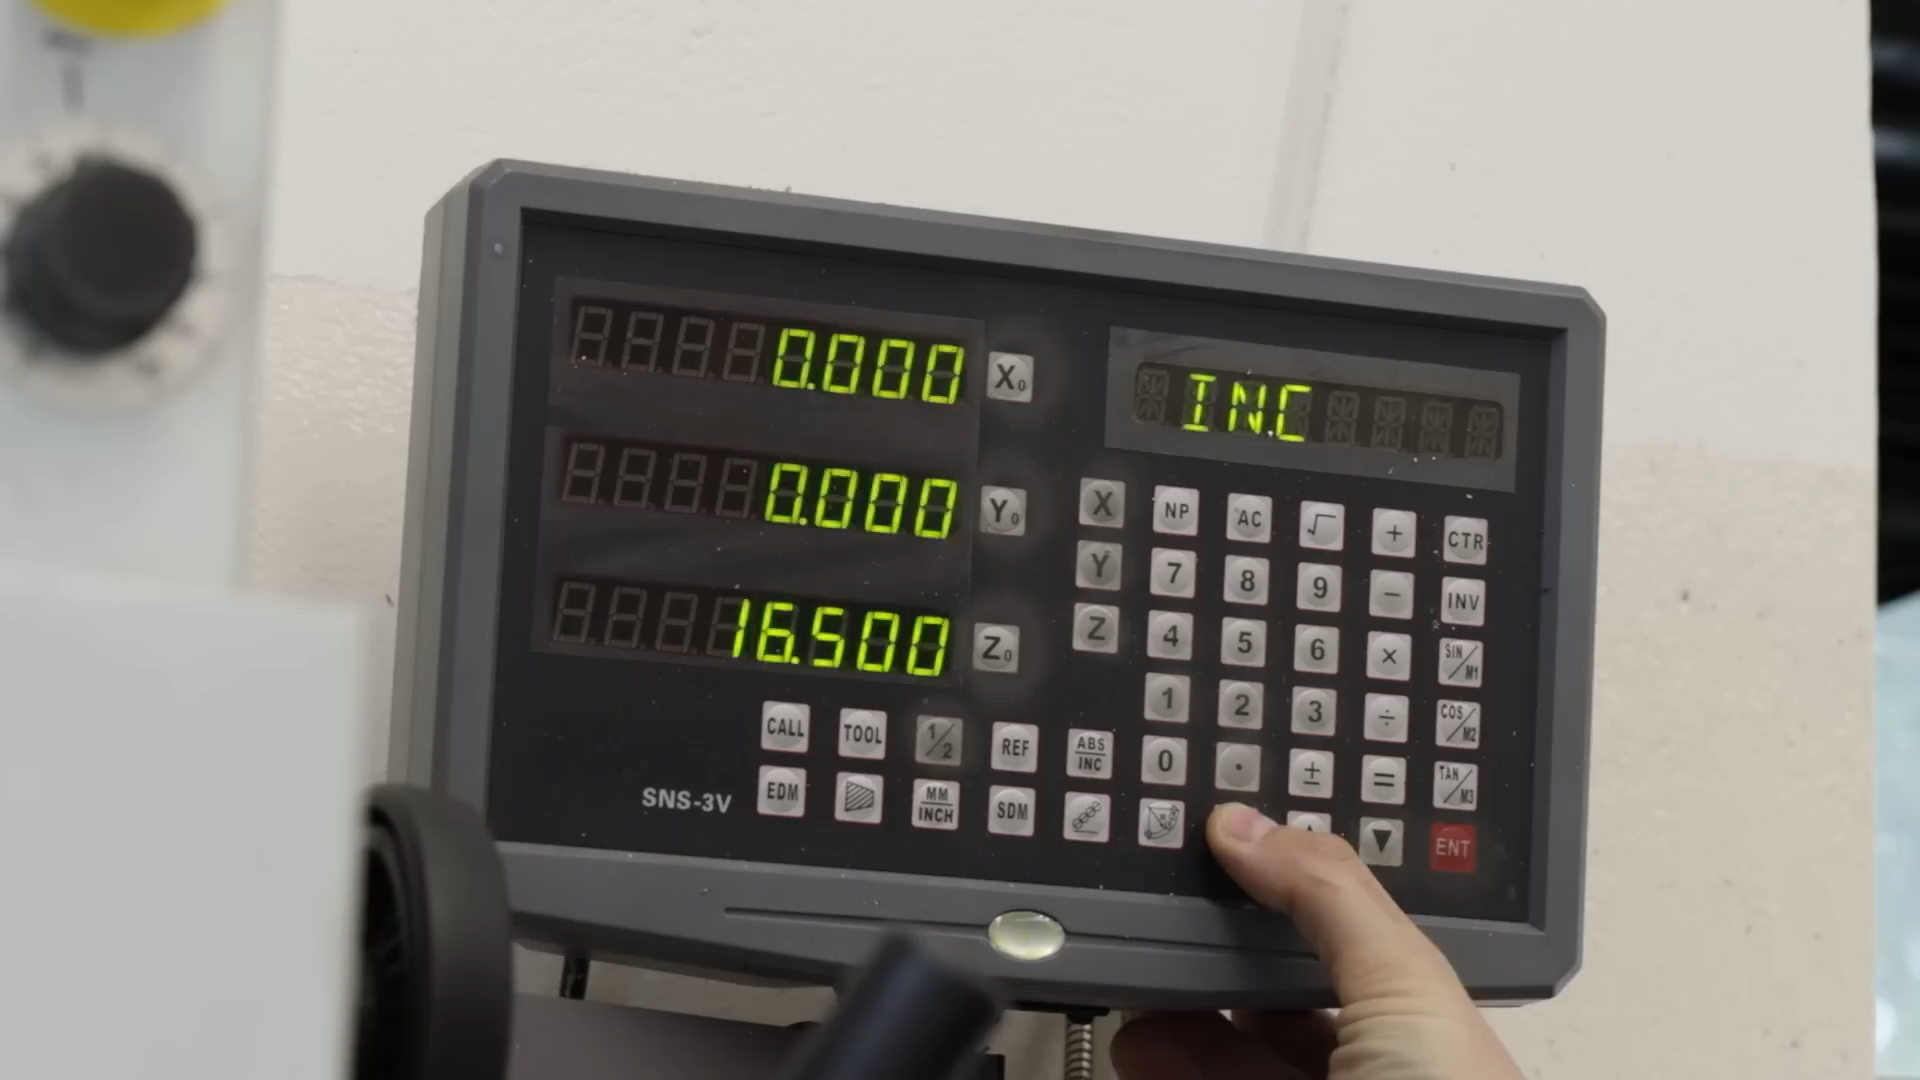 0.000 X₀
0.000 Y₀
16.500 Z₀
INC
X NP AC √ + CTR
Y 7 8 9 − INV
Z 4 5 6 × SIN/M1
1 2 3 ÷ COS/M2
CALL TOOL 1/2 REF ABS/INC 0 . ± = TAN/M3
EDM MM/INCH SDM ENT
SNS-3V